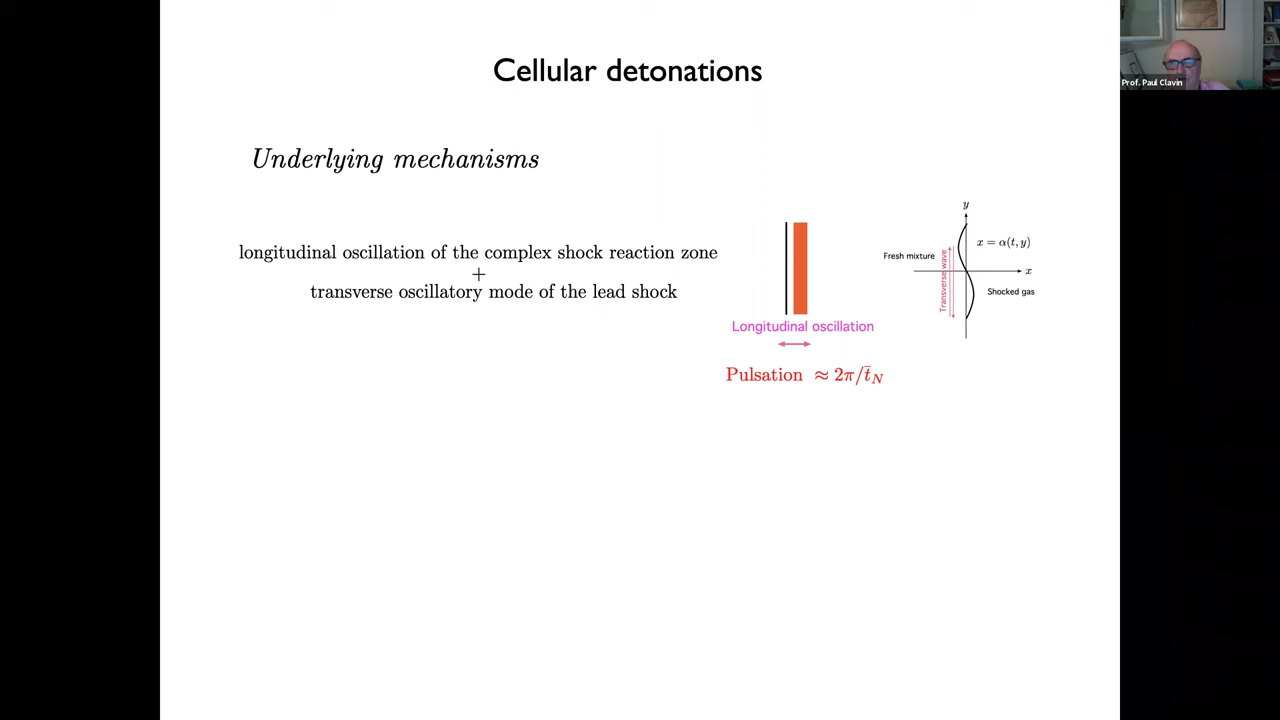 Cellular detonations
Prof. Paul Clavin
Underlying mechanisms
longitudinal oscillation of the complex shock reaction zone
+
transverse oscillatory mode of the lead shock
Longitudinal oscillation
Pulsation ≈ 2π/t̄_N
y
x = α(t, y)
Fresh mixture
x
Transverse wave
Shocked gas